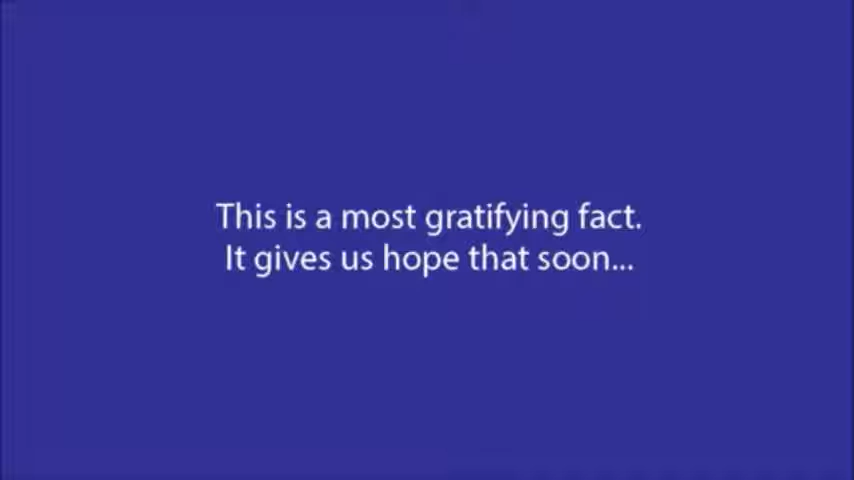 This is a most gratifying fact.
It gives us hope that soon...